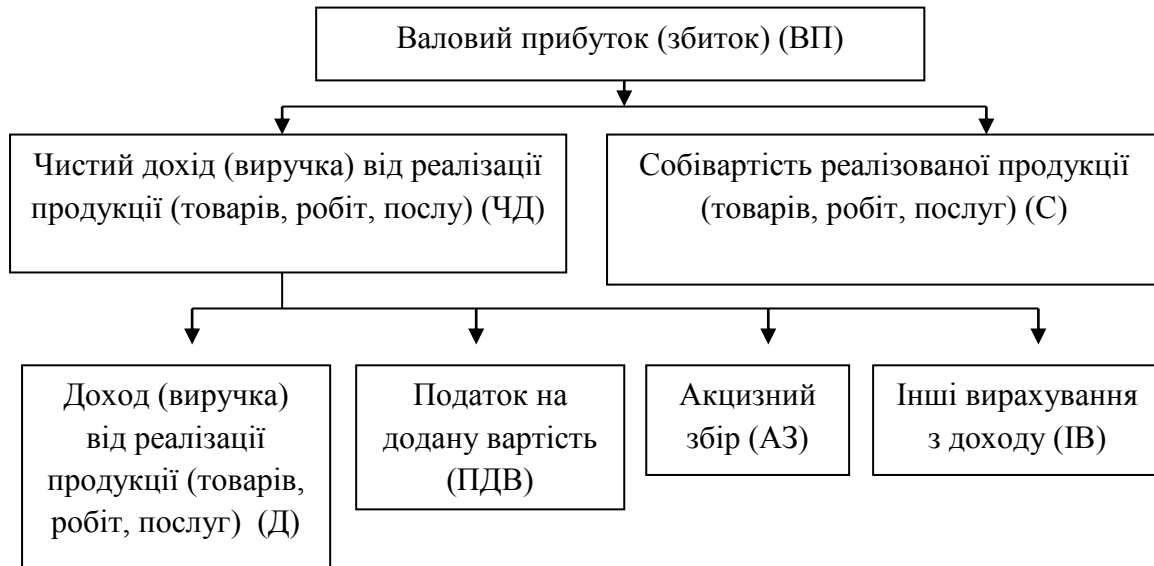 Валовий прибуток (збиток) (ВП)
Чистий дохід (виручка) від реалізації
продукції (товарів, робіт, послу) (ЧД)
Собівартість реалізованої продукції
(товарів, робіт, послуг) (С)
Доход (виручка)
від реалізації
продукції (товарів,
робіт, послуг) (Д)
Податок на
додану вартість
(ПДВ)
Акцизний
збір (АЗ)
Інші вирахування
з доходу (ІВ)